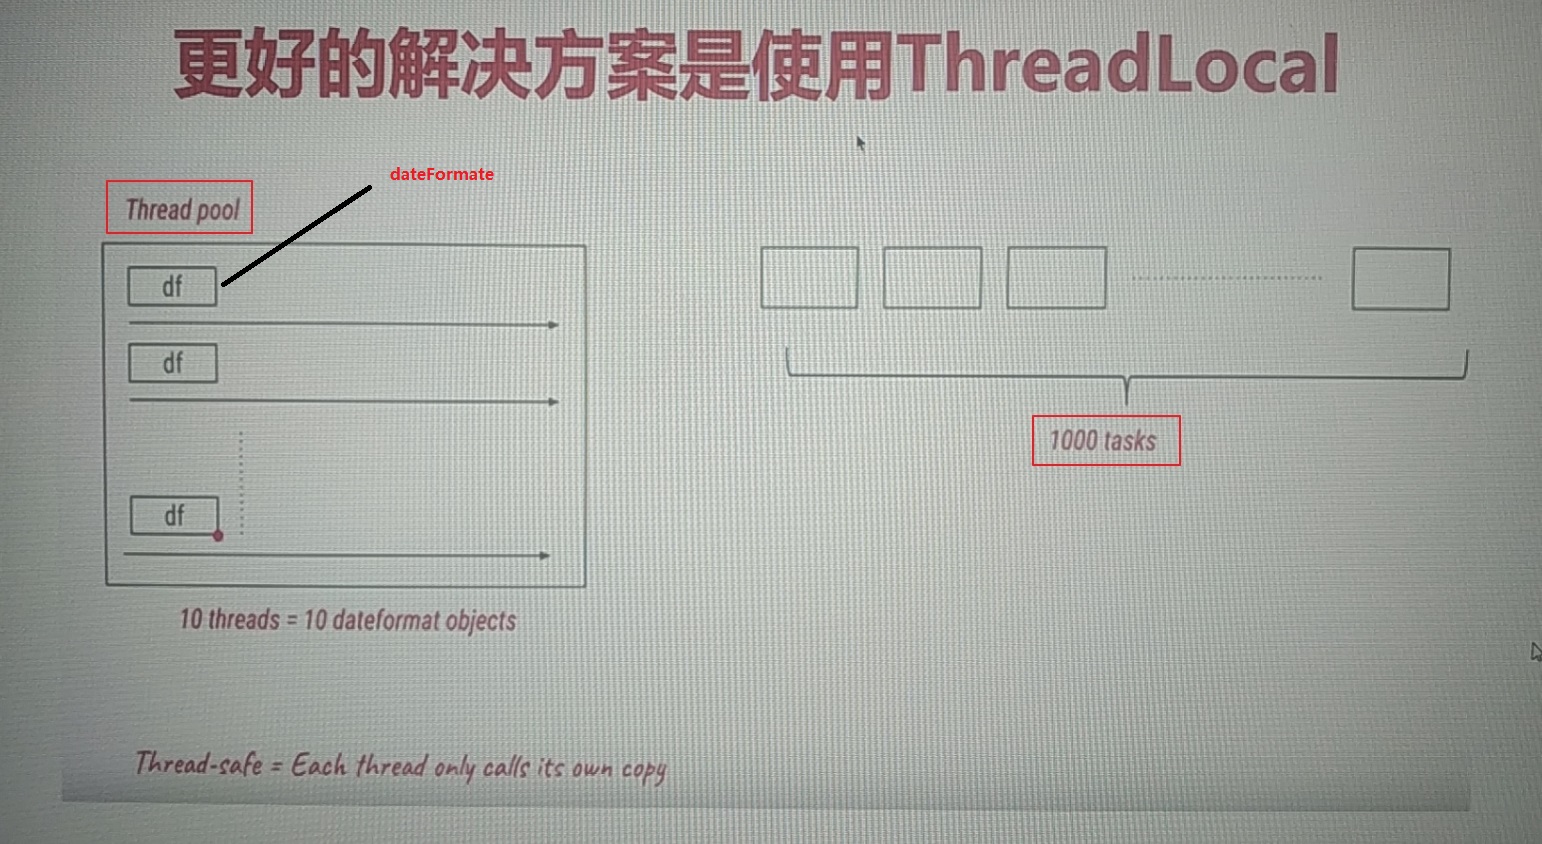 更好的解决方案是使用ThreadLocal
dateFormate
Thread pool
df
df
df
1000 tasks
10 threads = 10 dateformat objects
Thread-safe = Each thread only calls its own copy